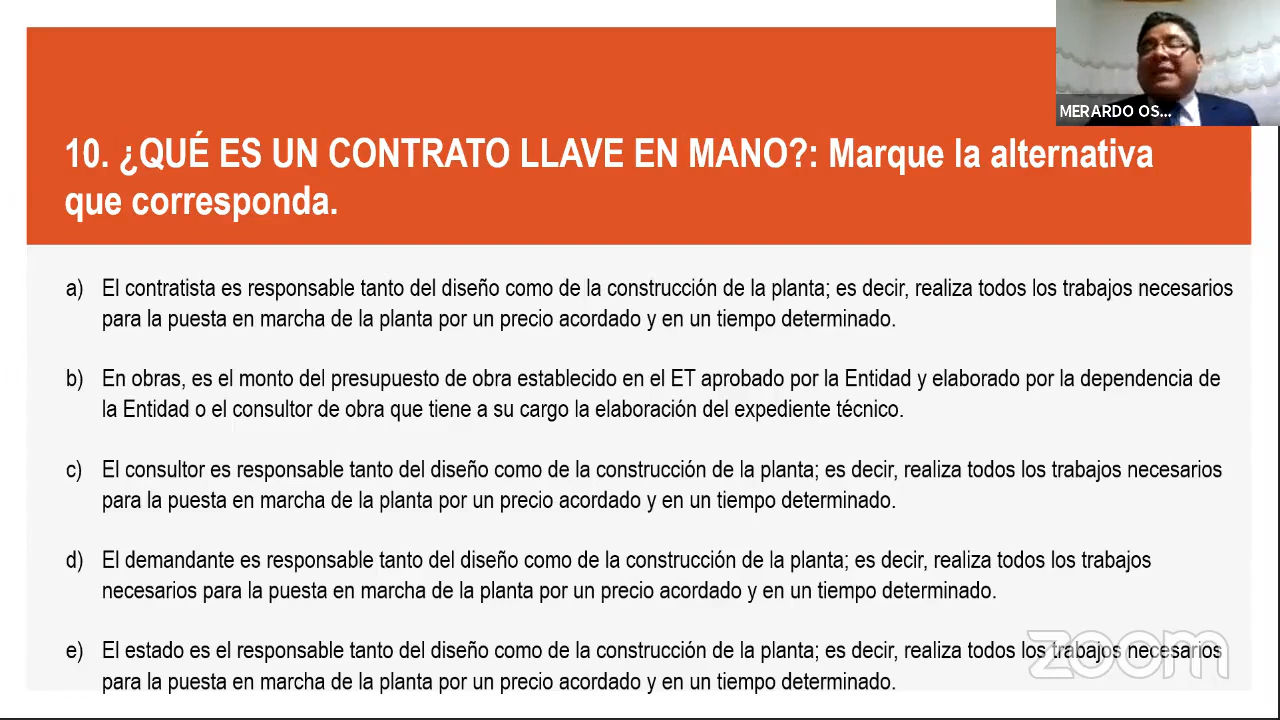 MERARDO OS...
10. ¿QUÉ ES UN CONTRATO LLAVE EN MANO?: Marque la alternativa
que corresponda.
a) El contratista es responsable tanto del diseño como de la construcción de la planta; es decir, realiza todos los trabajos necesarios
para la puesta en marcha de la planta por un precio acordado y en un tiempo determinado.
b) En obras, es el monto del presupuesto de obra establecido en el ET aprobado por la Entidad y elaborado por la dependencia de
la Entidad o el consultor de obra que tiene a su cargo la elaboración del expediente técnico.
c) El consultor es responsable tanto del diseño como de la construcción de la planta; es decir, realiza todos los trabajos necesarios
para la puesta en marcha de la planta por un precio acordado y en un tiempo determinado.
d) El demandante es responsable tanto del diseño como de la construcción de la planta; es decir, realiza todos los trabajos
necesarios para la puesta en marcha de la planta por un precio acordado y en un tiempo determinado.
e) El estado es el responsable tanto del diseño como de la construcción de la planta; es decir, realiza todos los trabajos necesarios
para la puesta en marcha de la planta por un precio acordado y en un tiempo determinado.
zoom